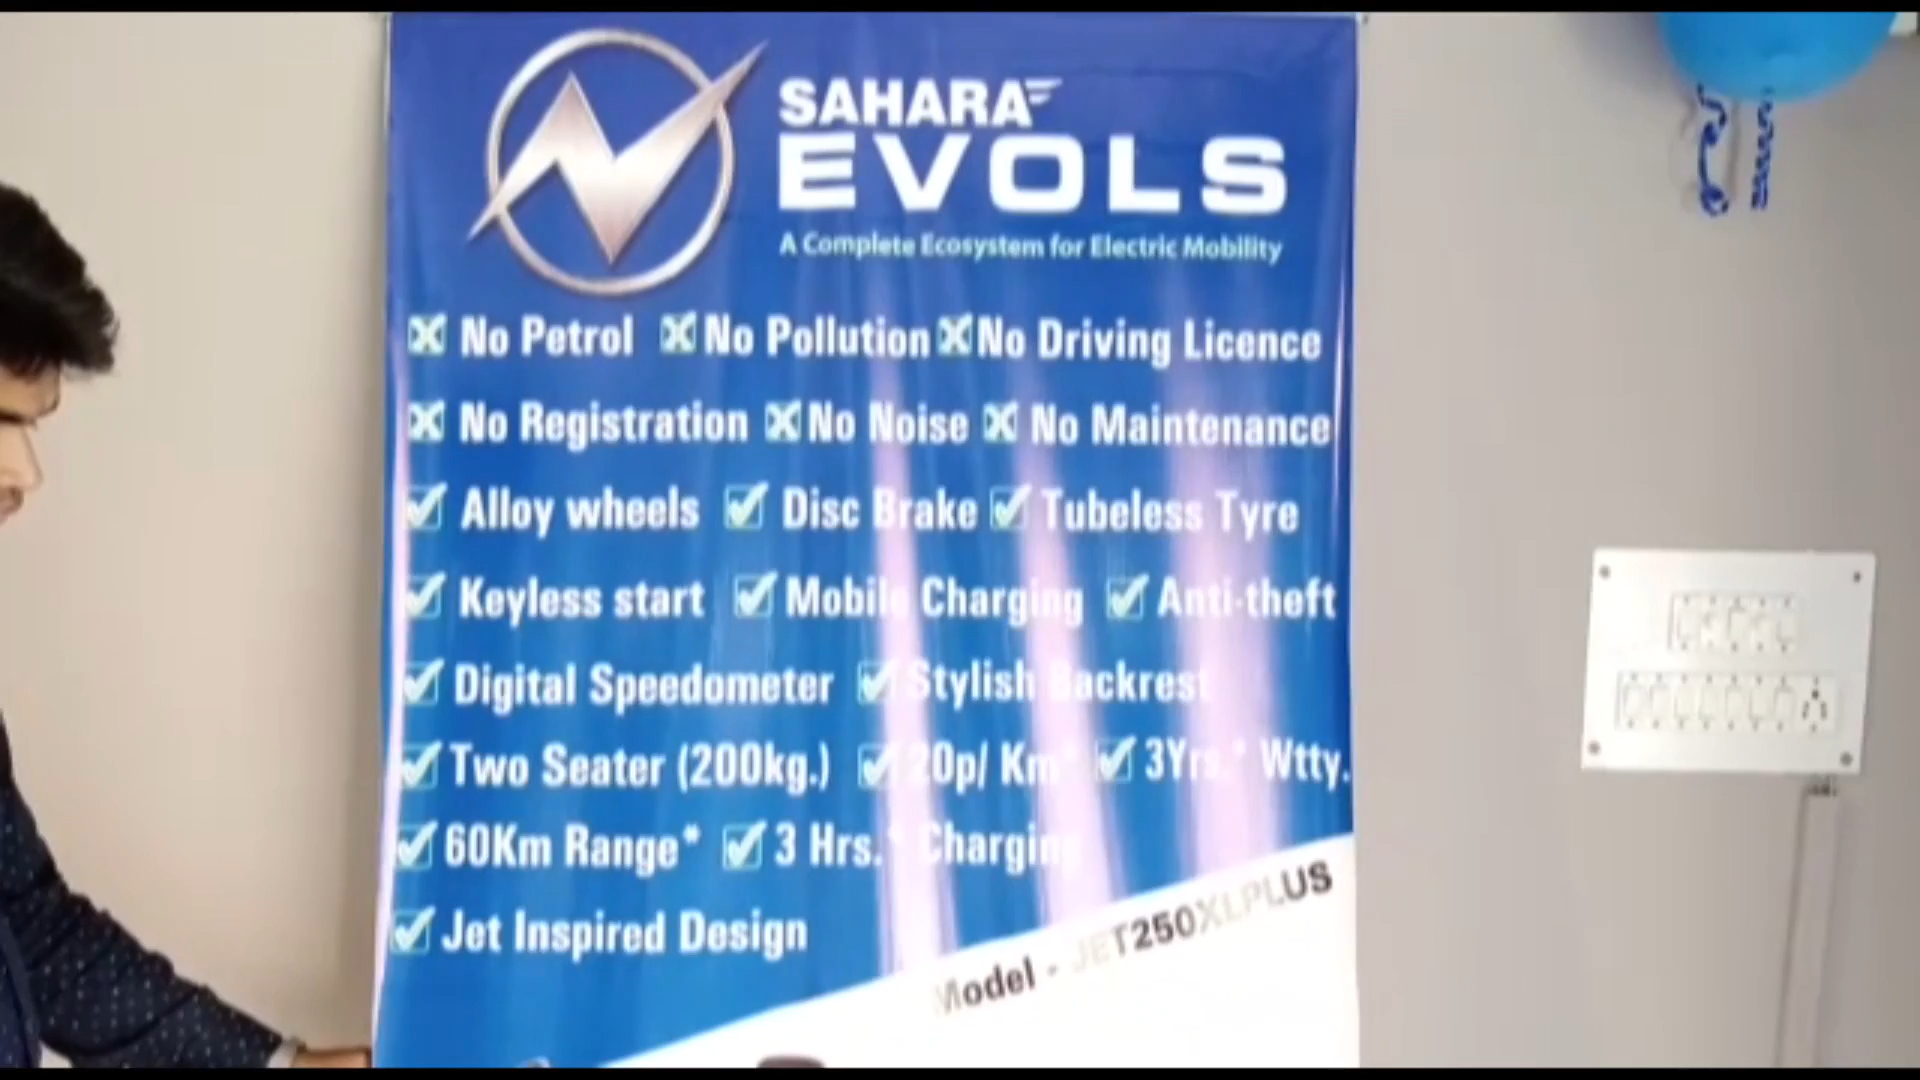 SAHARA
EVOLS
A Complete Ecosystem for Electric Mobility
No Petrol No Pollution No Driving Licence
No Registration No Noise No Maintenance
Alloy wheels Disc Brake Tubeless Tyre
Keyless start Mobile Charging Anti-theft
Digital Speedometer Stylish Backrest
Two Seater (200kg.) 20p/ Km* 3Yrs.* Wtty.
60Km Range* 3 Hrs.* Charging
Jet Inspired Design
Model - JET250XLPLUS